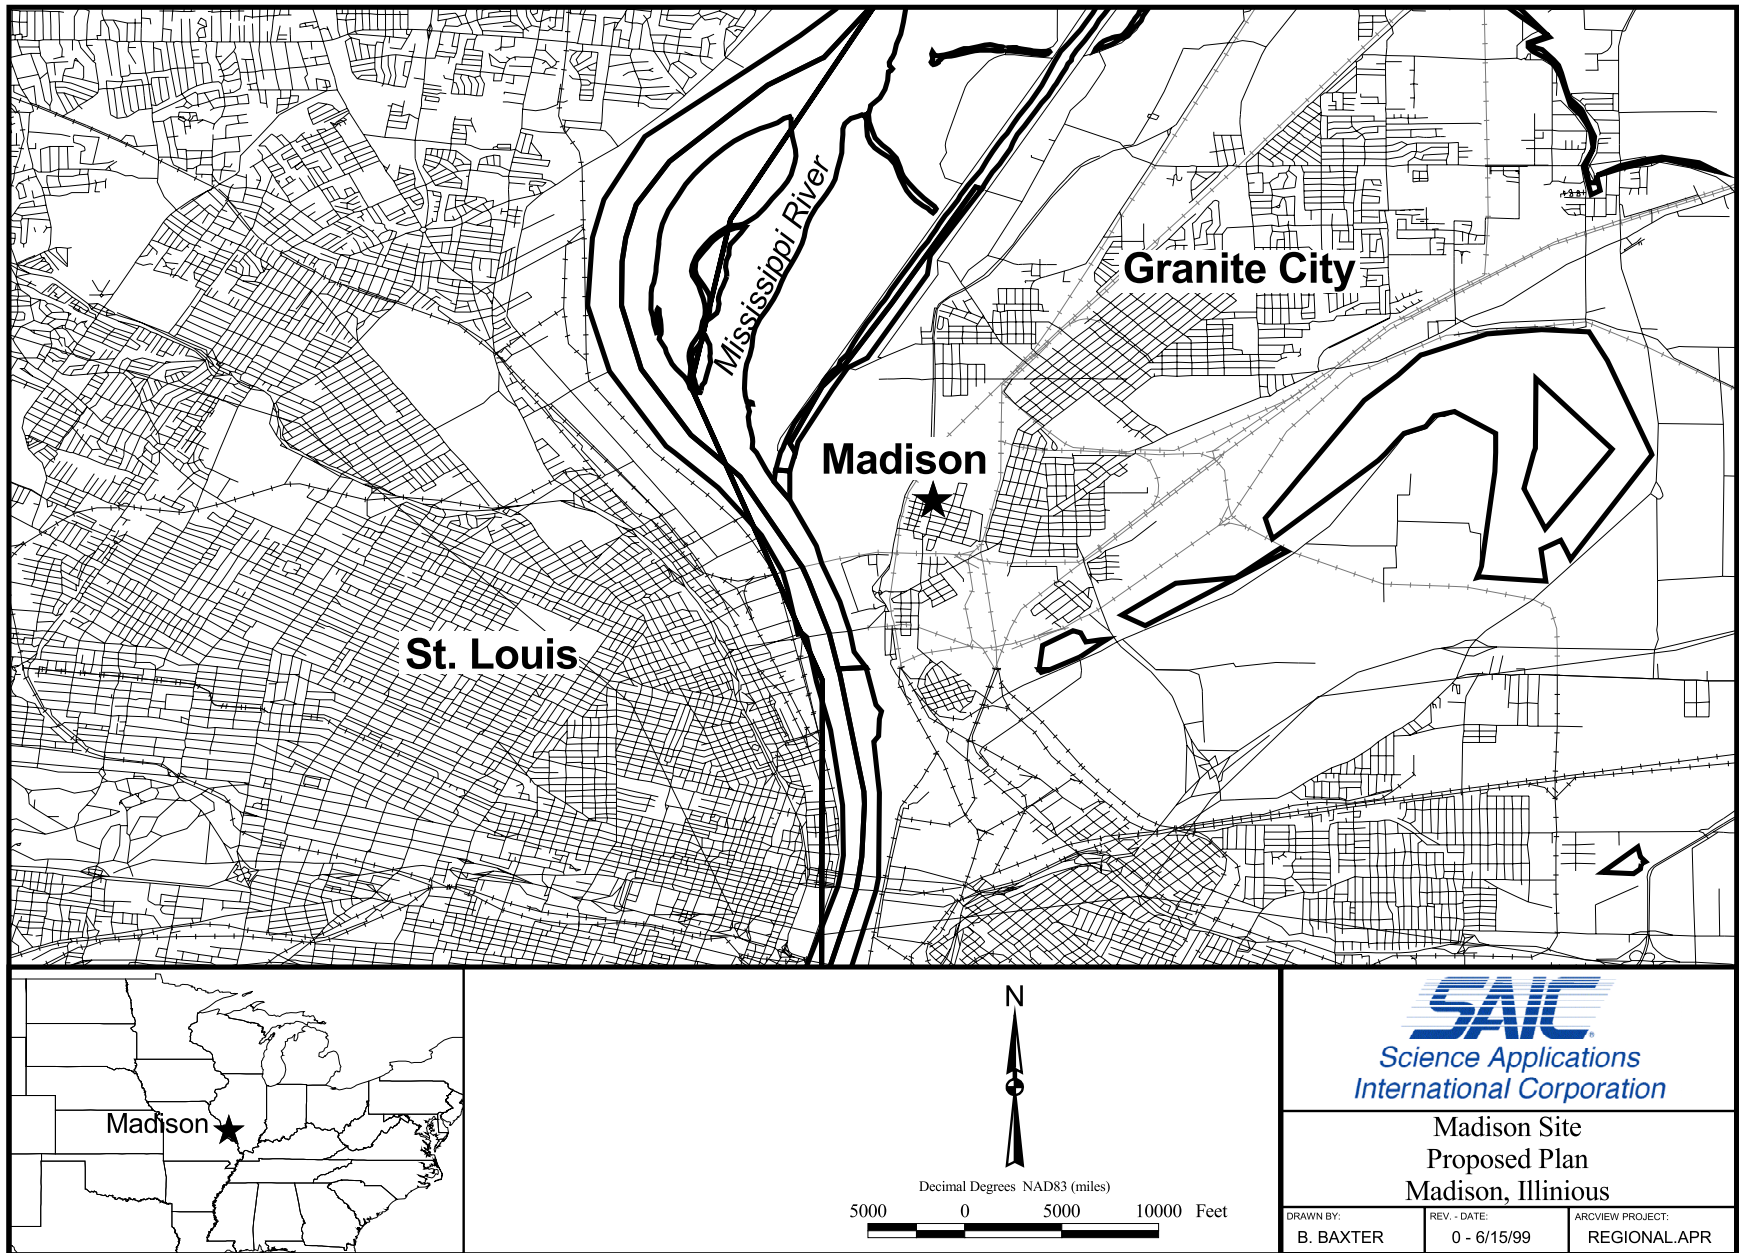 Mississippi River
Granite City
Madison
St. Louis
Madison
N
Decimal Degrees NAD83 (miles)
5000 0 5000 10000 Feet
SAIC®
Science Applications
International Corporation
Madison Site
Proposed Plan
Madison, Illinious
DRAWN BY:
B. BAXTER
REV. - DATE:
0 - 6/15/99
ARCVIEW PROJECT:
REGIONAL.APR